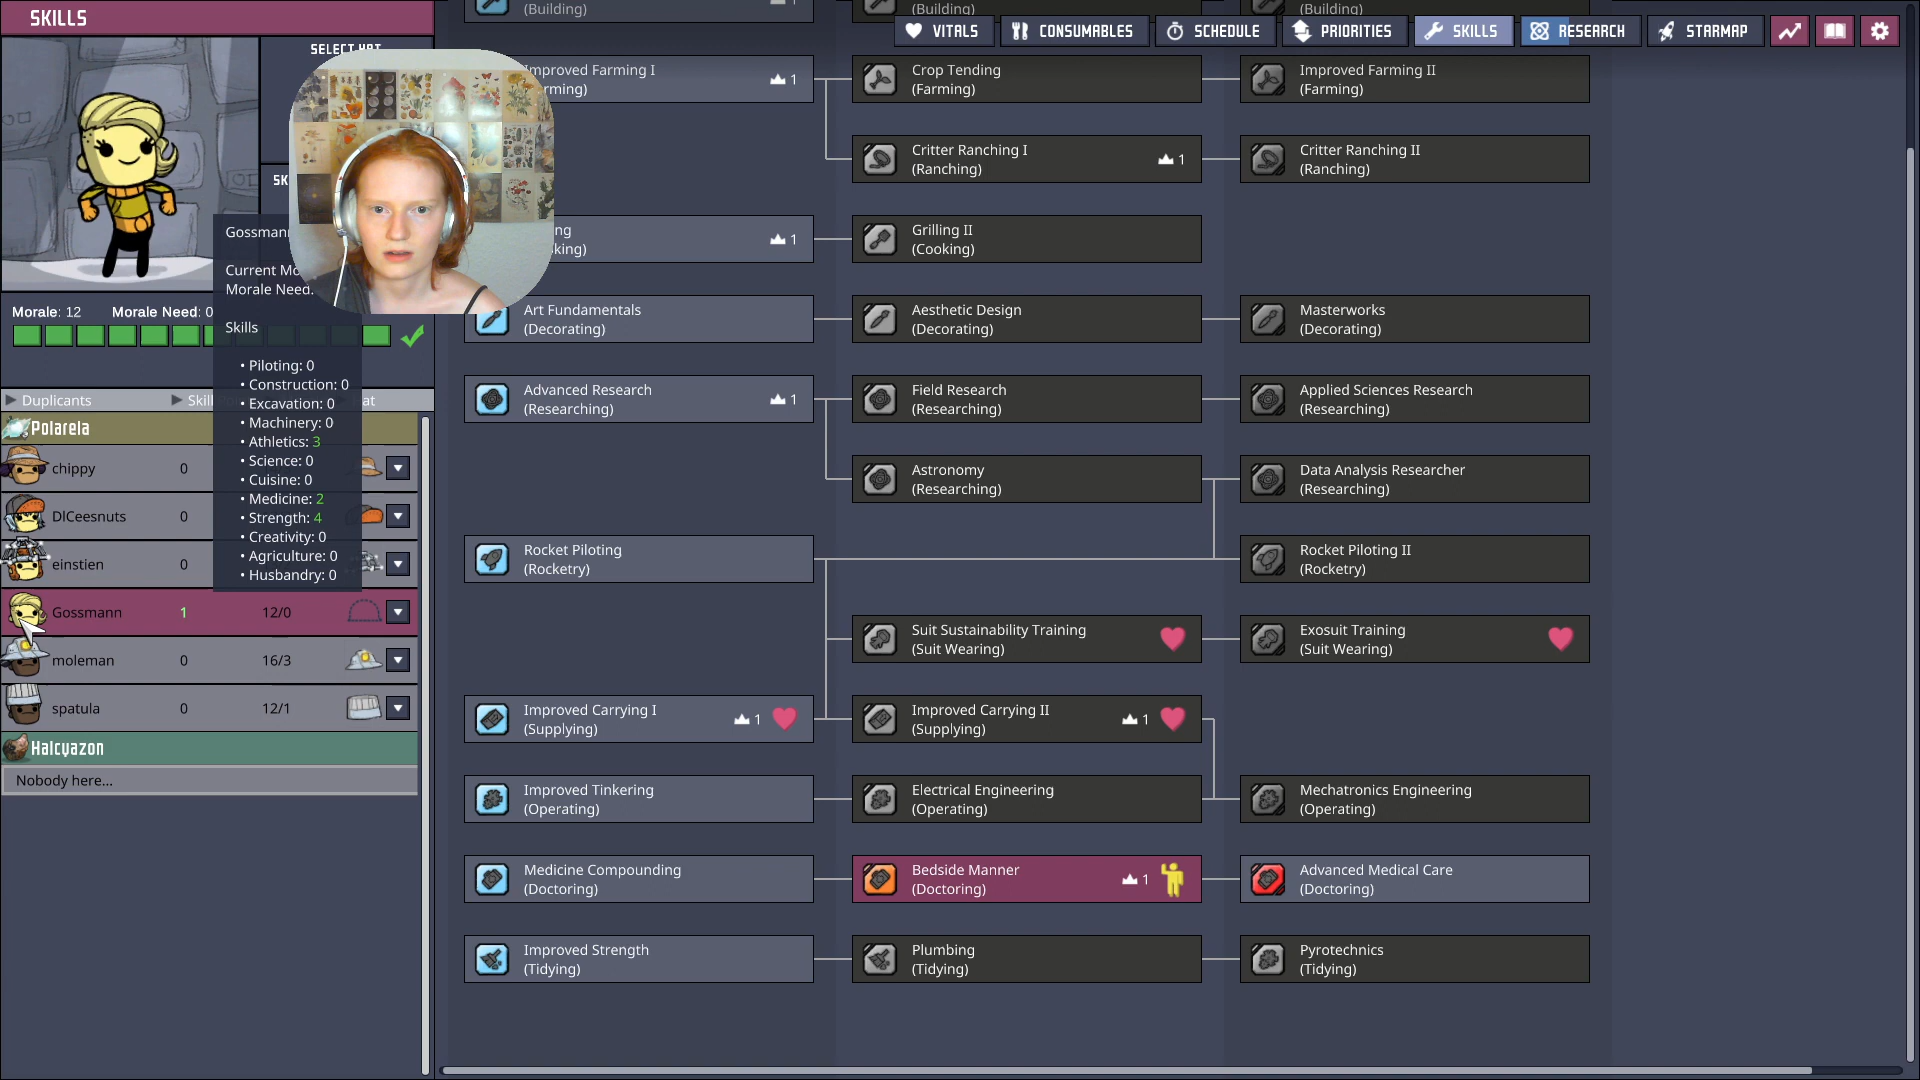 SKILLS
(Building)
(Building)
(Building)
VITALS
CONSUMABLES
SCHEDULE
PRIORITIES
SKILLS
RESEARCH
STARMAP
Improved Farming I
1
Crop Tending
(Farming)
Improved Farming II
(Farming)
Critter Ranching I
(Ranching)
1
Critter Ranching II
(Ranching)
1
Grilling II
(Cooking)
Art Fundamentals
(Decorating)
Aesthetic Design
(Decorating)
Masterworks
(Decorating)
Advanced Research
(Researching)
1
Field Research
(Researching)
Applied Sciences Research
(Researching)
Astronomy
(Researching)
Data Analysis Researcher
(Researching)
Rocket Piloting
(Rocketry)
Rocket Piloting II
(Rocketry)
Suit Sustainability Training
(Suit Wearing)
Exosuit Training
(Suit Wearing)
Improved Carrying I
(Supplying)
1
Improved Carrying II
(Supplying)
1
Improved Tinkering
(Operating)
Electrical Engineering
(Operating)
Mechatronics Engineering
(Operating)
Medicine Compounding
(Doctoring)
Bedside Manner
(Doctoring)
1
Advanced Medical Care
(Doctoring)
Improved Strength
(Tidying)
Plumbing
(Tidying)
Pyrotechnics
(Tidying)
Gossmann
Morale Need:
Skills
• Piloting: 0
• Construction: 0
• Excavation: 0
• Machinery: 0
• Athletics: 3
• Science: 0
• Cuisine: 0
• Medicine: 2
• Strength: 4
• Creativity: 0
• Agriculture: 0
• Husbandry: 0
Morale: 12 Morale Need: 0
Duplicants
Polarela
chippy 0
DlCeesnuts 0
einstien 0
Gossmann 1 12/0
moleman 0 16/3
spatula 0 12/1
Halcyazon
Nobody here...